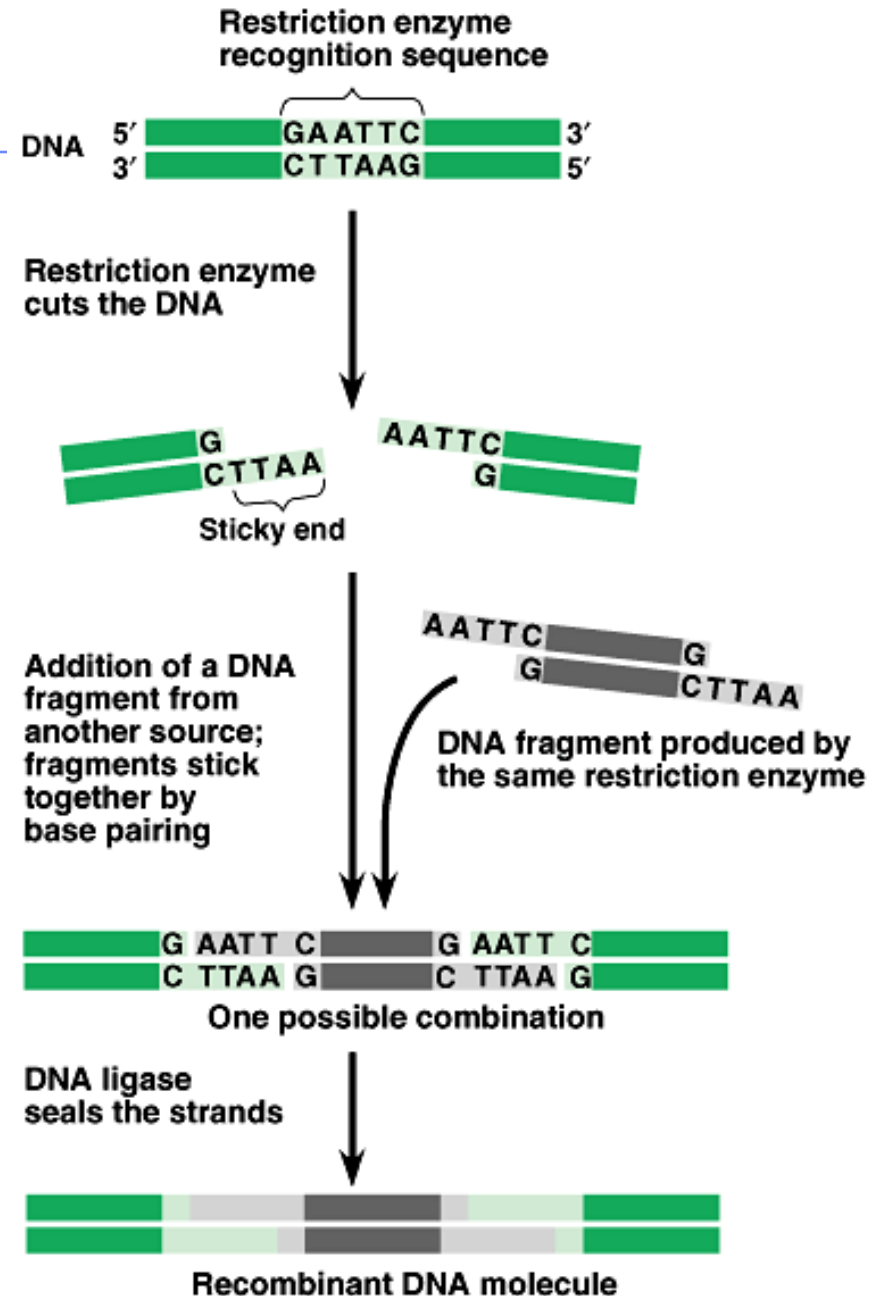 Restriction enzyme
recognition sequence
5′ GAATTC 3′
DNA
3′ CTTAAG 5′
Restriction enzyme
cuts the DNA
G AATTC
CTTAA G
Sticky end
AATTC G
G CTTAA
Addition of a DNA
fragment from
another source;
fragments stick
together by
base pairing
DNA fragment produced by
the same restriction enzyme
G AATT C G AATT C
C TTAA G C TTAA G
One possible combination
DNA ligase
seals the strands
Recombinant DNA molecule